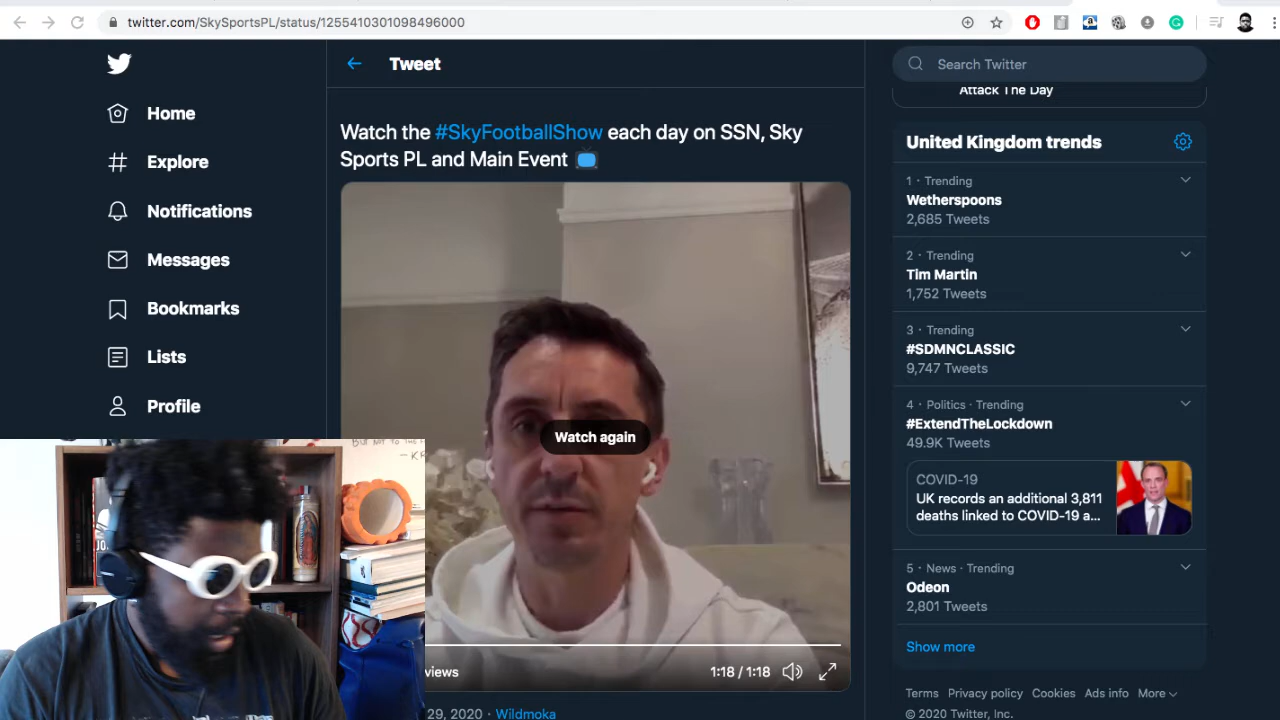 twitter.com/SkySportsPL/status/1255410301098496000
Home
Explore
Notifications
Messages
Bookmarks
Lists
Profile
Tweet
Watch the #SkyFootballShow each day on SSN, Sky
Sports PL and Main Event
Watch again
views
1:18 / 1:18
29, 2020 · Wildmoka
Search Twitter
Attack The Day
United Kingdom trends
1 · Trending
Wetherspoons
2,685 Tweets
2 · Trending
Tim Martin
1,752 Tweets
3 · Trending
#SDMNCLASSIC
9,747 Tweets
4 · Politics · Trending
#ExtendTheLockdown
49.9K Tweets
COVID-19
UK records an additional 3,811
deaths linked to COVID-19 a...
5 · News · Trending
Odeon
2,801 Tweets
Show more
Terms Privacy policy Cookies Ads info More
© 2020 Twitter, Inc.